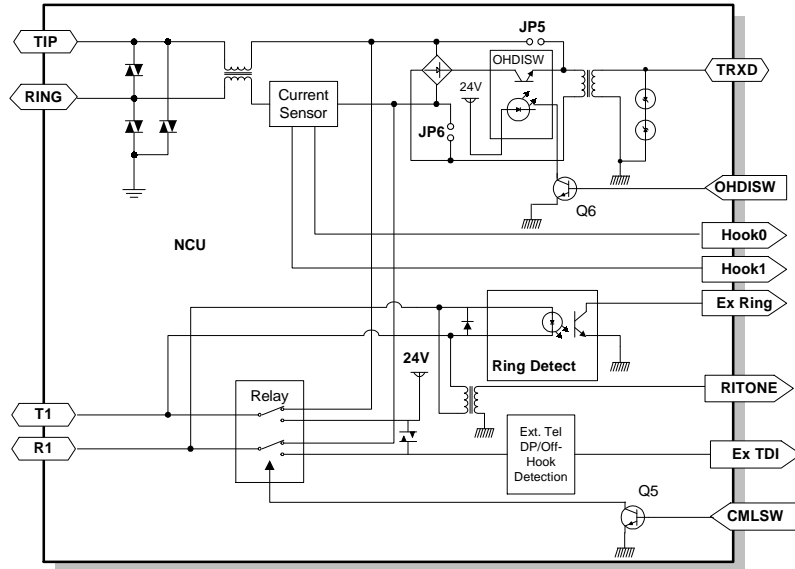 JP5
TIP
OHDISW
TRXD
24V
RING
Current
Sensor
JP6
OHDISW
Q6
Hook0
NCU
Hook1
Ex Ring
24V
Ring Detect
Relay
RITONE
T1
R1
Ext. Tel
DP/Off-
Hook
Detection
Ex TDI
Q5
CMLSW